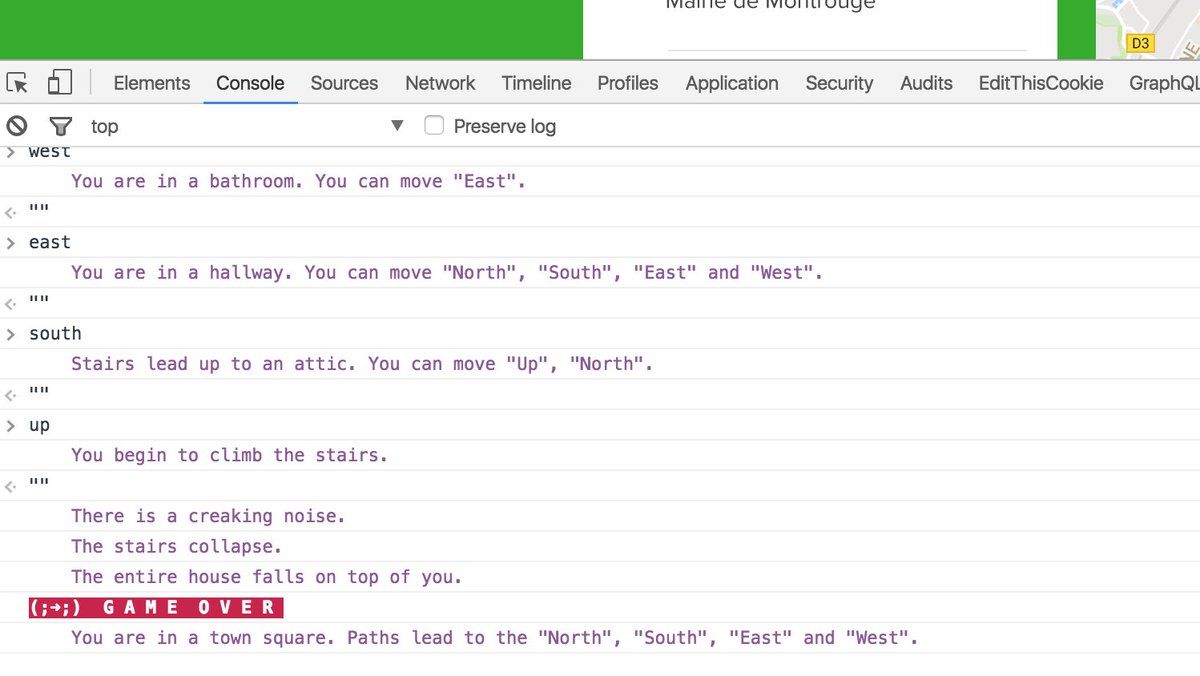 Mairie de Montrouge
D3
Elements Console Sources Network Timeline Profiles Application Security Audits EditThisCookie GraphQL
top ▼ Preserve log
> west
You are in a bathroom. You can move "East".
<· ""
> east
You are in a hallway. You can move "North", "South", "East" and "West".
<· ""
> south
Stairs lead up to an attic. You can move "Up", "North".
<· ""
> up
You begin to climb the stairs.
<· ""
There is a creaking noise.
The stairs collapse.
The entire house falls on top of you.
(;→;) G A M E O V E R
You are in a town square. Paths lead to the "North", "South", "East" and "West".